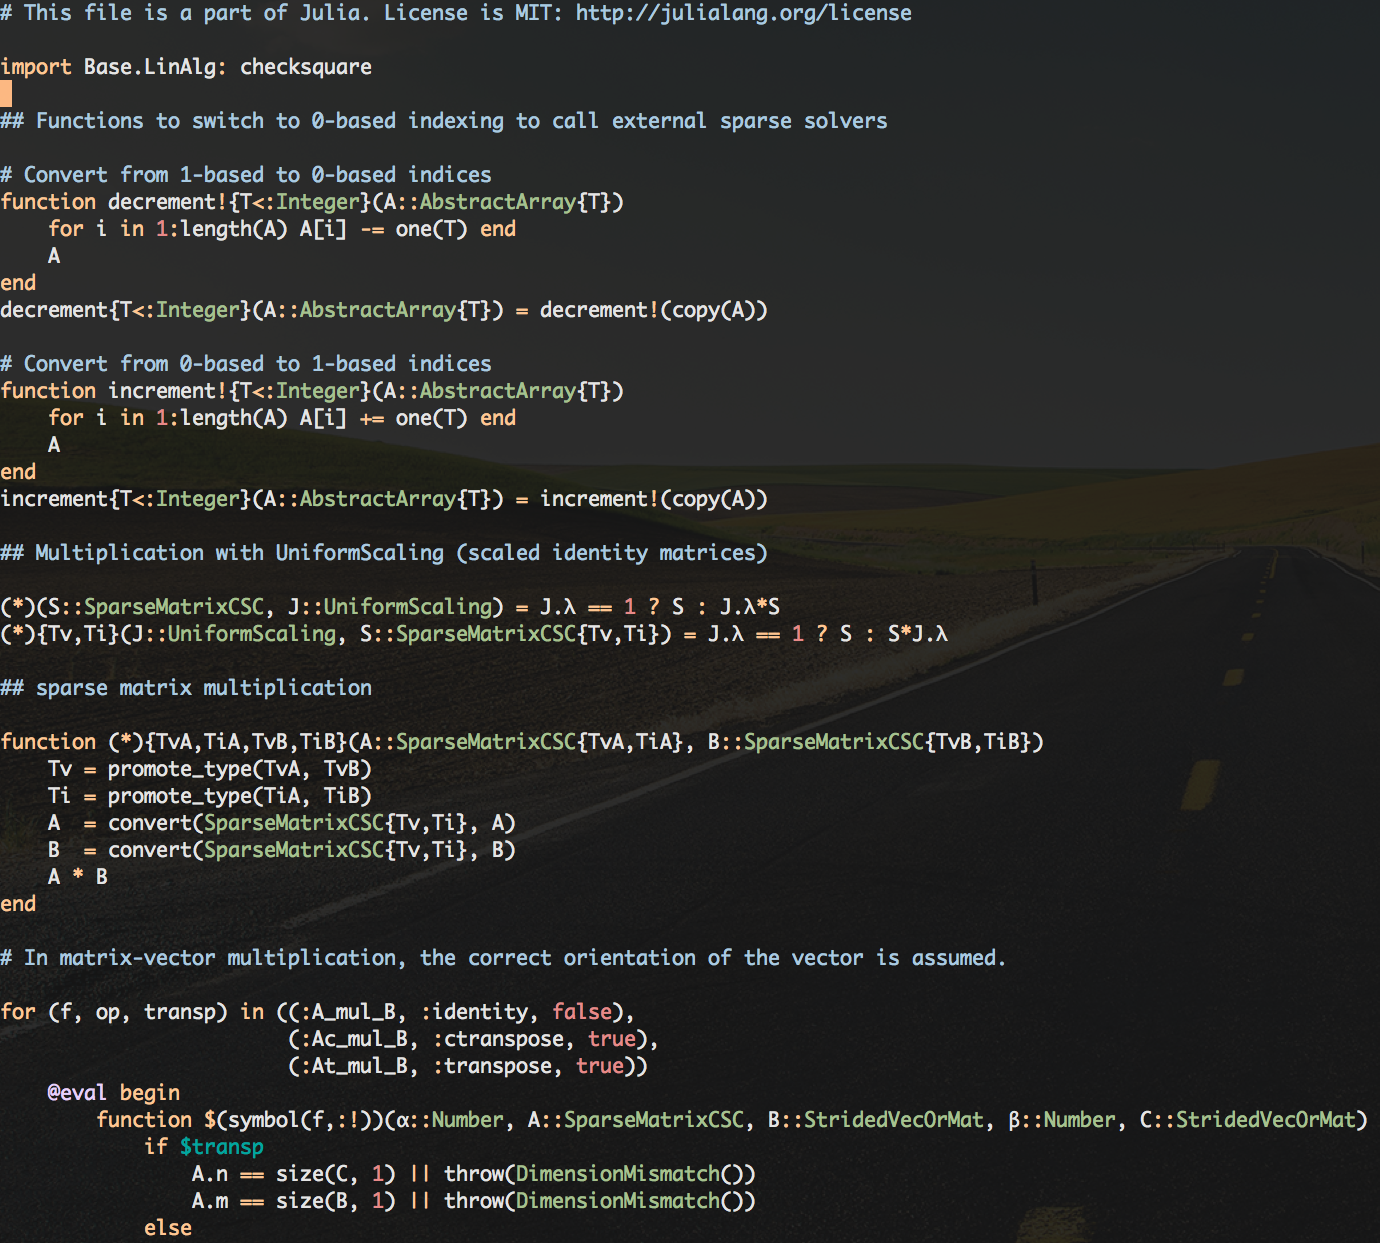 # This file is a part of Julia. License is MIT: http://julialang.org/license
import Base.LinAlg: checksquare
## Functions to switch to 0-based indexing to call external sparse solvers
# Convert from 1-based to 0-based indices
function decrement!{T<:Integer}(A::AbstractArray{T})
    for i in 1:length(A) A[i] -= one(T) end
    A
end
decrement{T<:Integer}(A::AbstractArray{T}) = decrement!(copy(A))
# Convert from 0-based to 1-based indices
function increment!{T<:Integer}(A::AbstractArray{T})
    for i in 1:length(A) A[i] += one(T) end
    A
end
increment{T<:Integer}(A::AbstractArray{T}) = increment!(copy(A))
## Multiplication with UniformScaling (scaled identity matrices)
(*)(S::SparseMatrixCSC, J::UniformScaling) = J.λ == 1 ? S : J.λ*S
(*){Tv,Ti}(J::UniformScaling, S::SparseMatrixCSC{Tv,Ti}) = J.λ == 1 ? S : S*J.λ
## sparse matrix multiplication
function (*){TvA,TiA,TvB,TiB}(A::SparseMatrixCSC{TvA,TiA}, B::SparseMatrixCSC{TvB,TiB})
    Tv = promote_type(TvA, TvB)
    Ti = promote_type(TiA, TiB)
    A  = convert(SparseMatrixCSC{Tv,Ti}, A)
    B  = convert(SparseMatrixCSC{Tv,Ti}, B)
    A * B
end
# In matrix-vector multiplication, the correct orientation of the vector is assumed.
for (f, op, transp) in ((:A_mul_B, :identity, false),
                        (:Ac_mul_B, :ctranspose, true),
                        (:At_mul_B, :transpose, true))
    @eval begin
        function $(symbol(f,:!))(α::Number, A::SparseMatrixCSC, B::StridedVecOrMat, β::Number, C::StridedVecOrMat)
            if $transp
                A.n == size(C, 1) || throw(DimensionMismatch())
                A.m == size(B, 1) || throw(DimensionMismatch())
            else